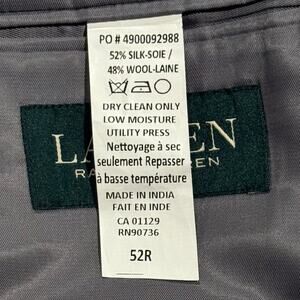 PO # 4900092988
52% SILK-SOIE /
48% WOOL-LAINE
DRY CLEAN ONLY
LOW MOISTURE
UTILITY PRESS
Nettoyage à sec
seulement Repasser
à basse température
MADE IN INDIA
FAIT EN INDE
CA 01129
RN90736
52R